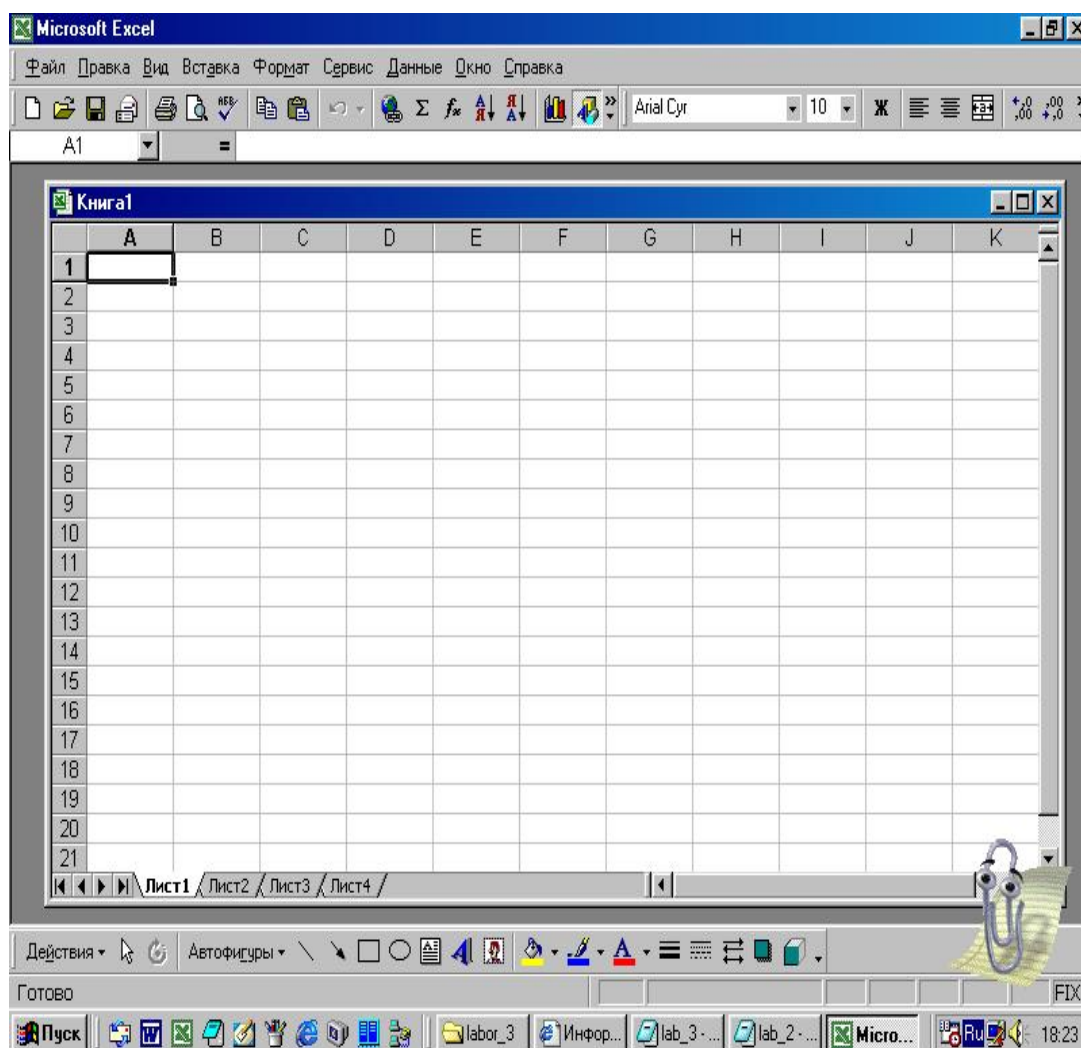 Microsoft Excel
Файл Правка Вид Вставка Формат Сервис Данные Окно Справка
Arial Cyr 10 Ж
A1 =
Книга1
A B C D E F G H I J K
1
2
3
4
5
6
7
8
9
10
11
12
13
14
15
16
17
18
19
20
21
Лист1 Лист2 Лист3 Лист4
Действия Автофигуры
Готово FIX
Пуск labor_3 Инфор... lab_3 -... lab_2 -... Micro... Ru 18:23